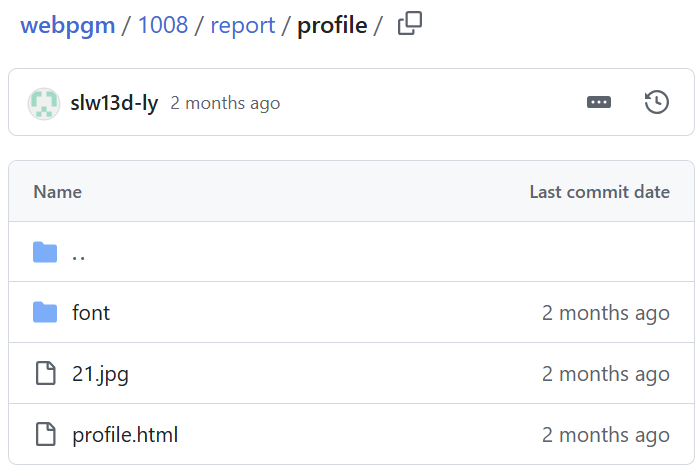 webpgm / 1008 / report / profile /
slw13d-ly 2 months ago
Name Last commit date
..
font 2 months ago
21.jpg 2 months ago
profile.html 2 months ago